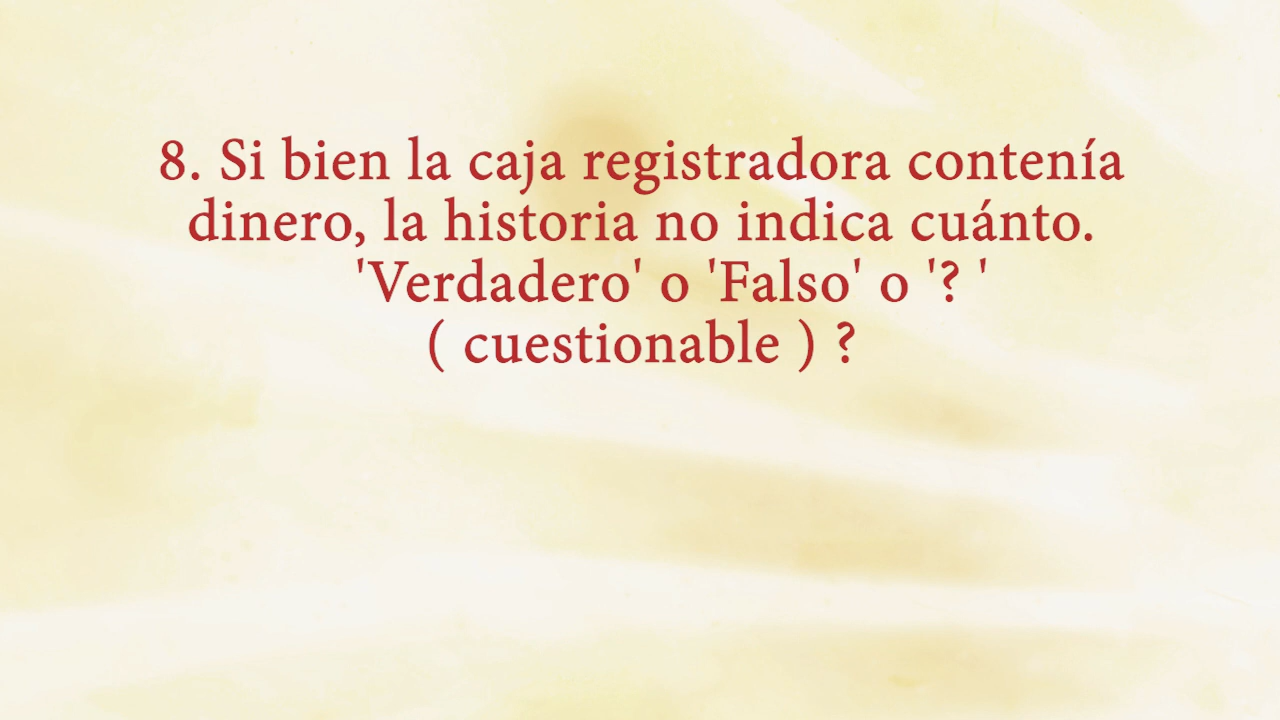 8. Si bien la caja registradora contenía
dinero, la historia no indica cuánto.
'Verdadero' o 'Falso' o '? '
( cuestionable ) ?